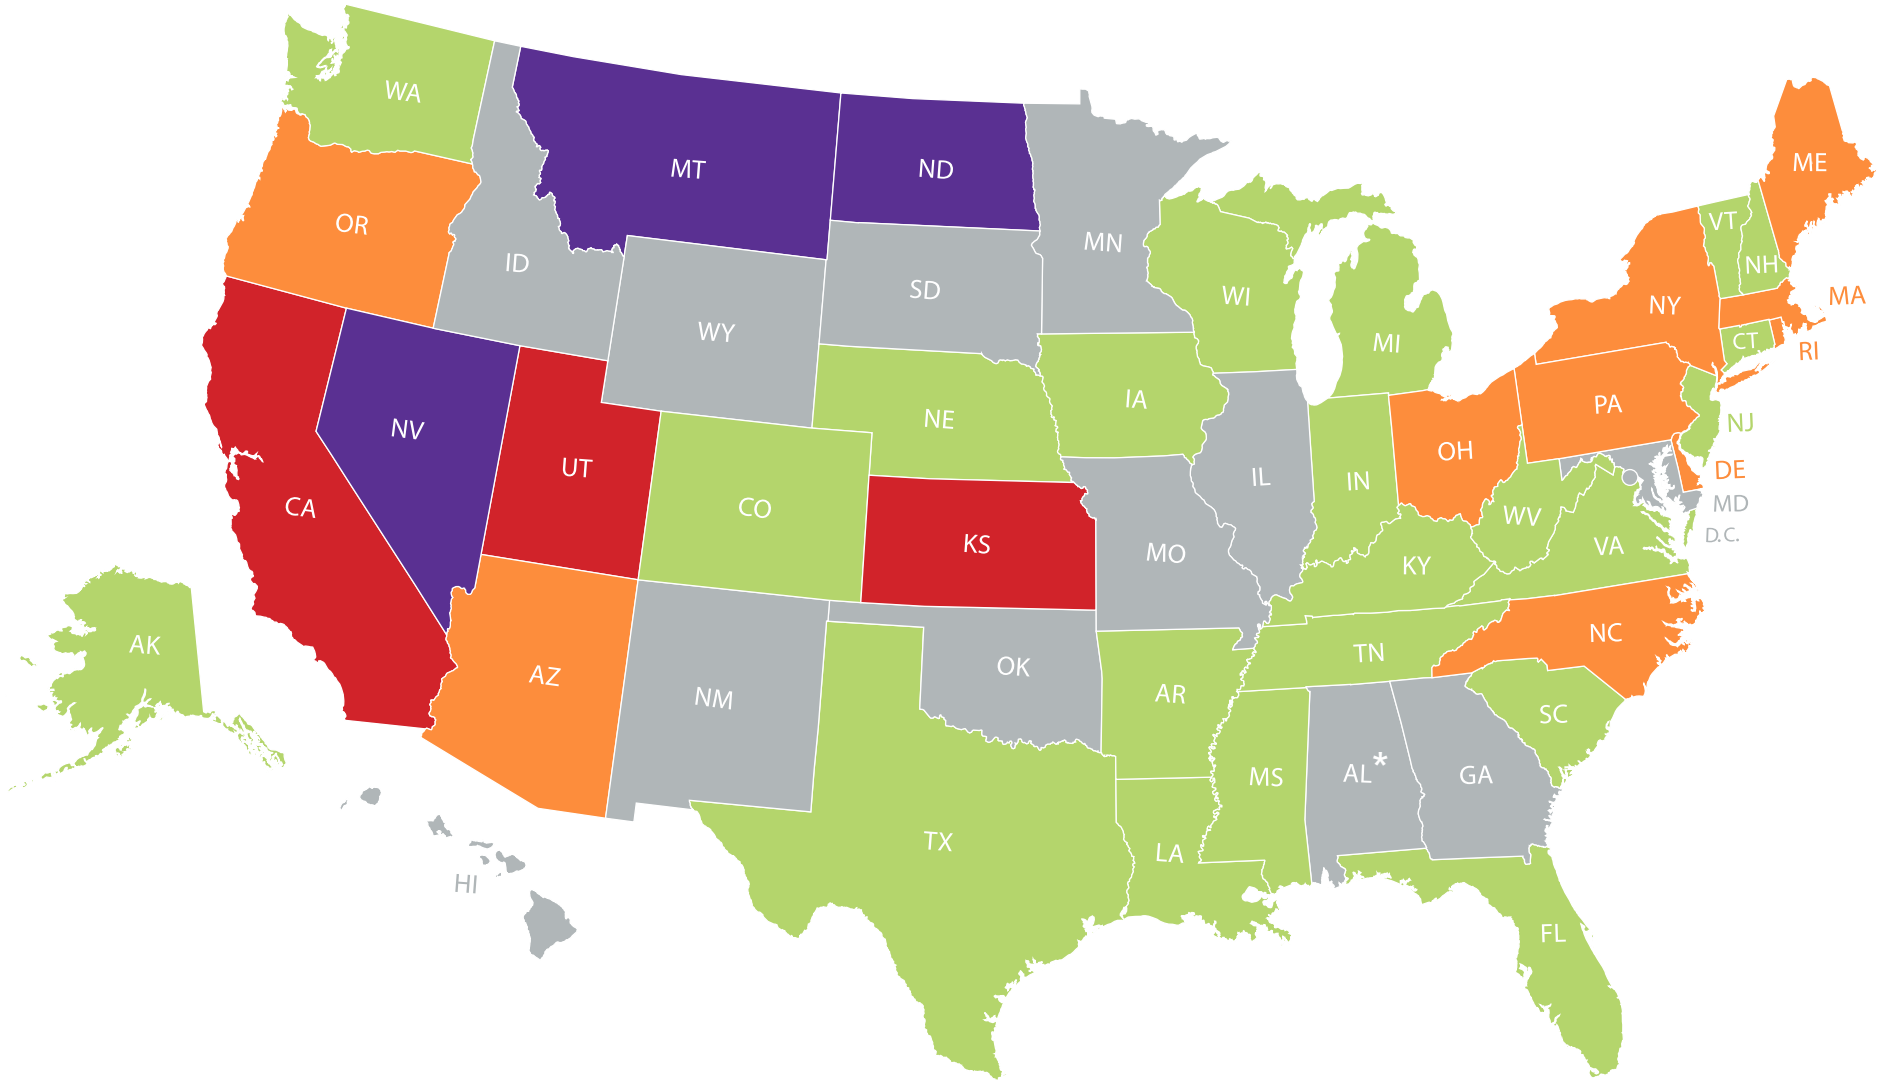 WA
MT
ND
ME
OR
ID
MN
VT
NH
SD
WI
NY
MA
WY
MI
CT
RI
IA
PA
NE
NJ
NV
OH
UT
IL
IN
DE
CA
CO
MD
WV
D.C.
KS
MO
VA
KY
AK
NC
TN
OK
AZ
NM
AR
SC
MS
AL*
GA
TX
LA
HI
FL